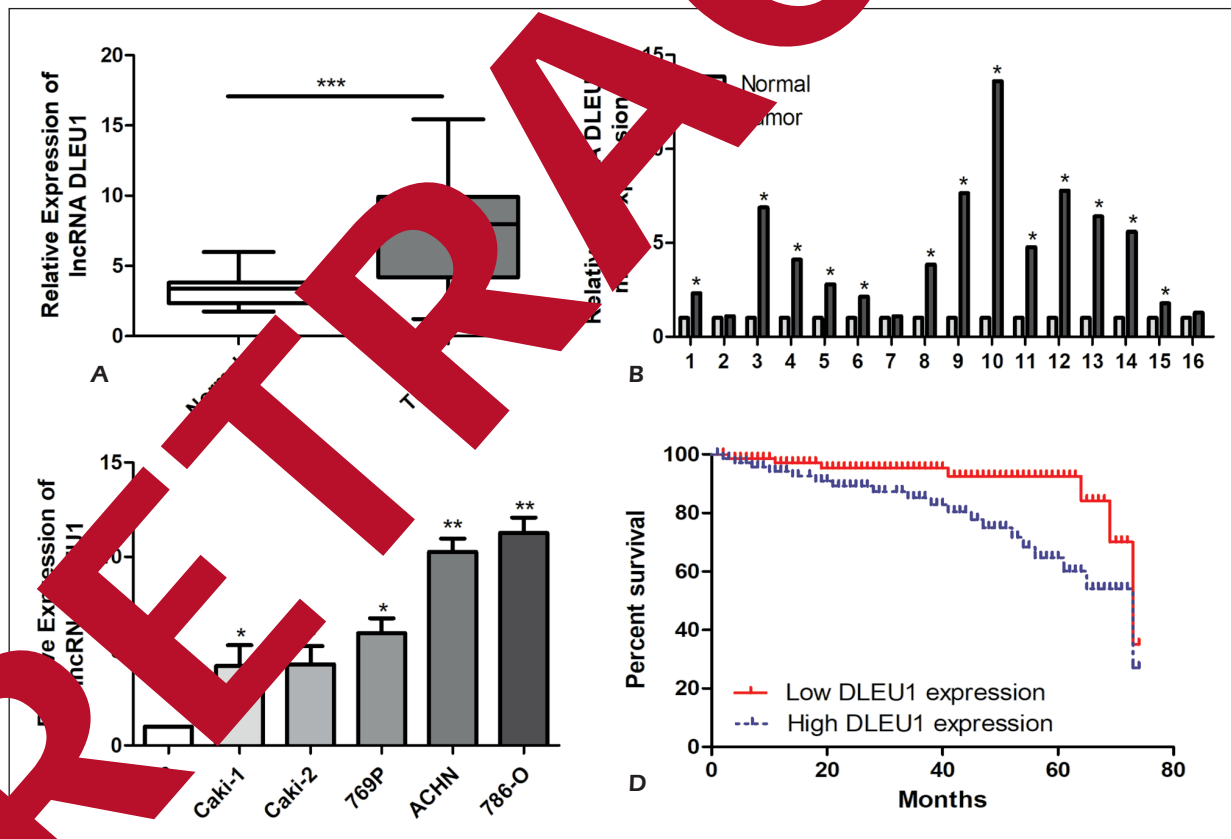 20
15
10
5
0
Relative Expression of
lncRNA DLEU1
***
A
15
5
0
Normal
* * * * * * * * * * * * *
1 2 3 4 5 6 7 8 9 10 11 12 13 14 15 16
B
15
0
Expression of
* * ** **
Caki-1 Caki-2 769P ACHN 786-O
100
80
60
40
20
0
Percent survival
Low DLEU1 expression
High DLEU1 expression
0 20 40 60 80
Months
D